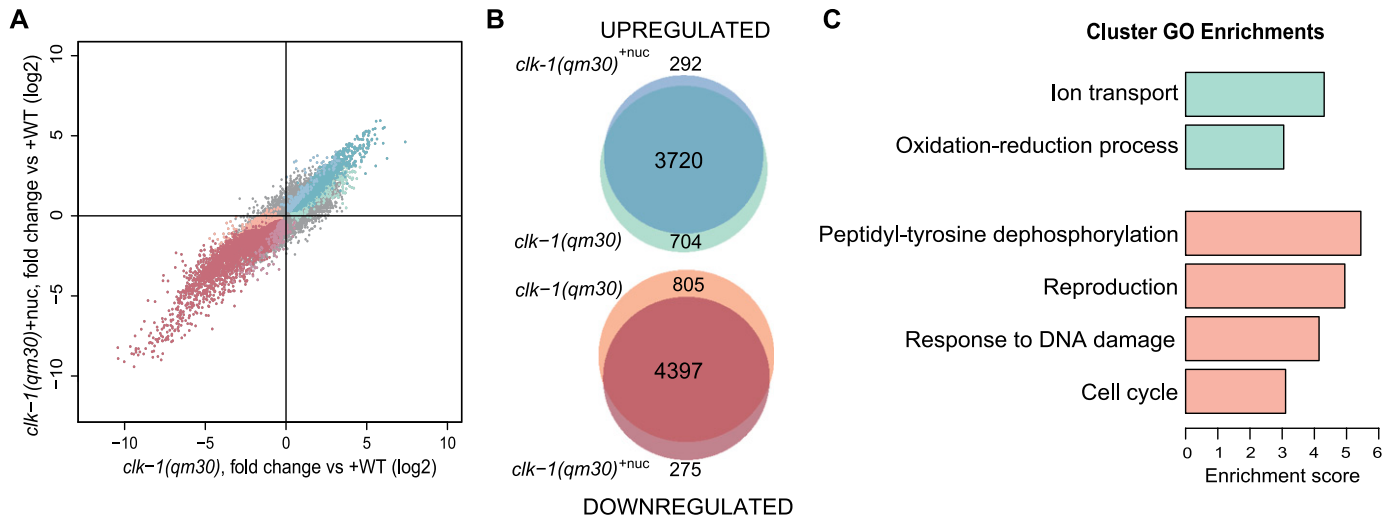 A
clk−1(qm30)+nuc, fold change vs +WT (log2)
10
5
0
−5
−10
−10 −5 0 5 10
clk−1(qm30), fold change vs +WT (log2)
B
UPREGULATED
clk-1(qm30)+nuc 292
3720
clk−1(qm30) 704
clk−1(qm30) 805
4397
clk−1(qm30)+nuc 275
DOWNREGULATED
C
Cluster GO Enrichments
Ion transport
Oxidation-reduction process
Peptidyl-tyrosine dephosphorylation
Reproduction
Response to DNA damage
Cell cycle
0 1 2 3 4 5 6
Enrichment score